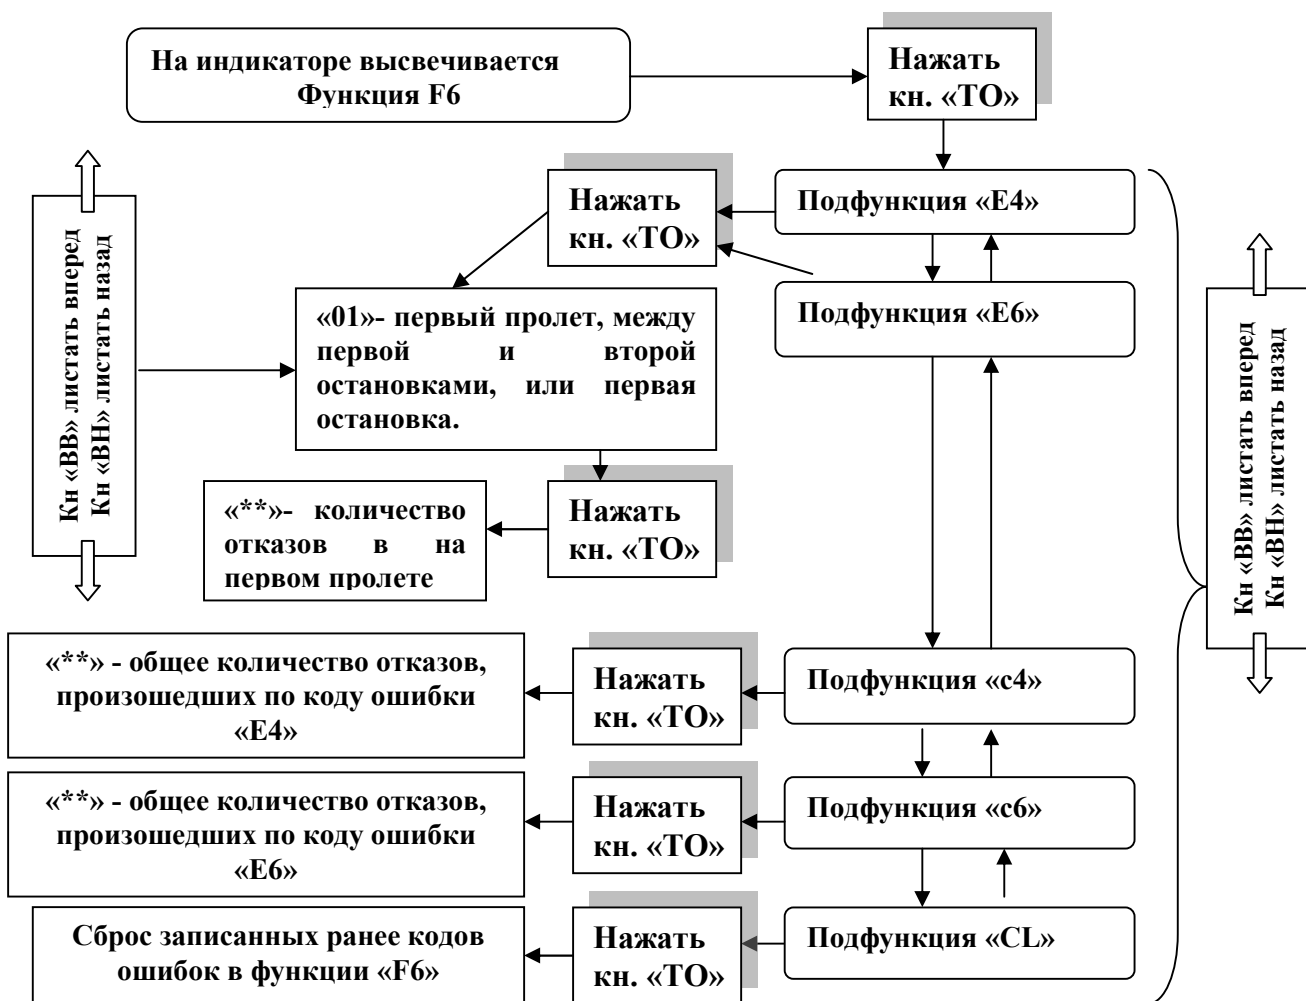 На индикаторе высвечивается
Функция F6
Нажать
кн. «ТО»
Подфункция «Е4»
Нажать
кн. «ТО»
Подфункция «Е6»
Кн «ВВ» листать вперед
Кн «ВН» листать назад
«01»- первый пролет, между
первой и второй
остановками, или первая
остановка.
Кн «ВВ» листать вперед
Кн «ВН» листать назад
Нажать
кн. «ТО»
«**»- количество
отказов в на
первом пролете
Подфункция «с4»
Нажать
кн. «ТО»
«**» - общее количество отказов,
произошедших по коду ошибки
«Е4»
Подфункция «с6»
Нажать
кн. «ТО»
«**» - общее количество отказов,
произошедших по коду ошибки
«Е6»
Подфункция «CL»
Нажать
кн. «ТО»
Сброс записанных ранее кодов
ошибок в функции «F6»